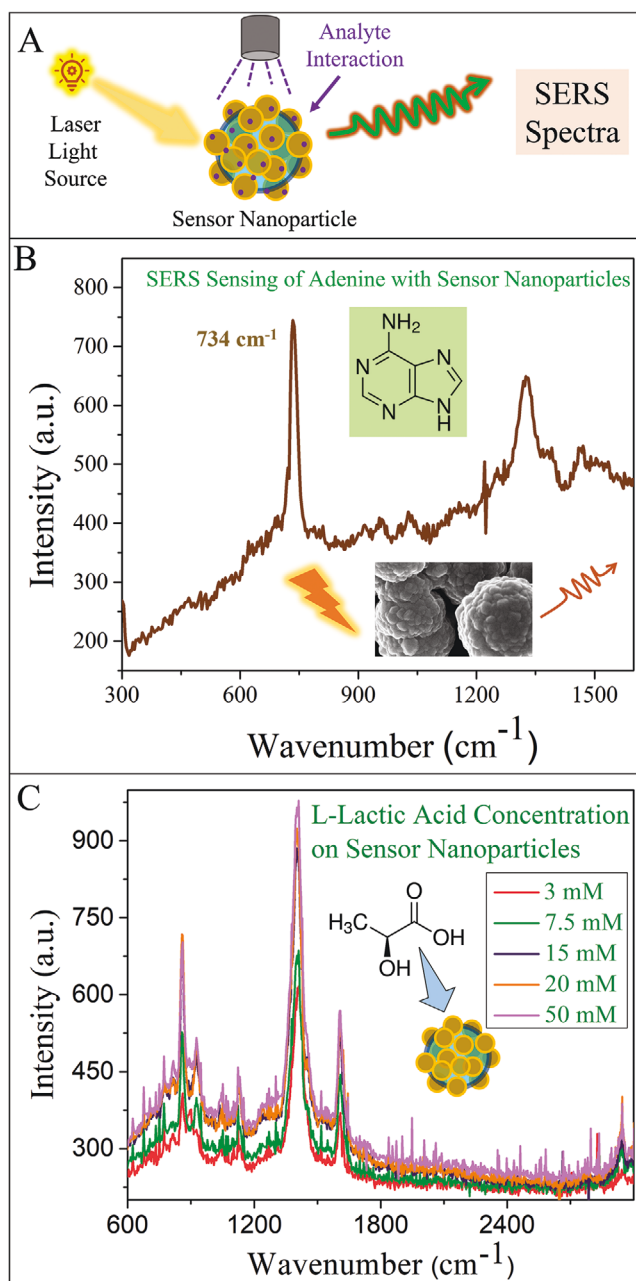 A
Analyte
Interaction
Laser
Light
Source
SERS
Spectra
Sensor Nanoparticle
B
SERS Sensing of Adenine with Sensor Nanoparticles
734 cm⁻¹
NH₂
N
N
N
N
H
Intensity (a.u.)
800
700
600
500
400
300
200
300
600
900
1200
1500
Wavenumber (cm⁻¹)
C
L-Lactic Acid Concentration
on Sensor Nanoparticles
3 mM
7.5 mM
15 mM
20 mM
50 mM
O
H₃C
OH
OH
Intensity (a.u.)
900
750
600
450
300
600
1200
1800
2400
Wavenumber (cm⁻¹)